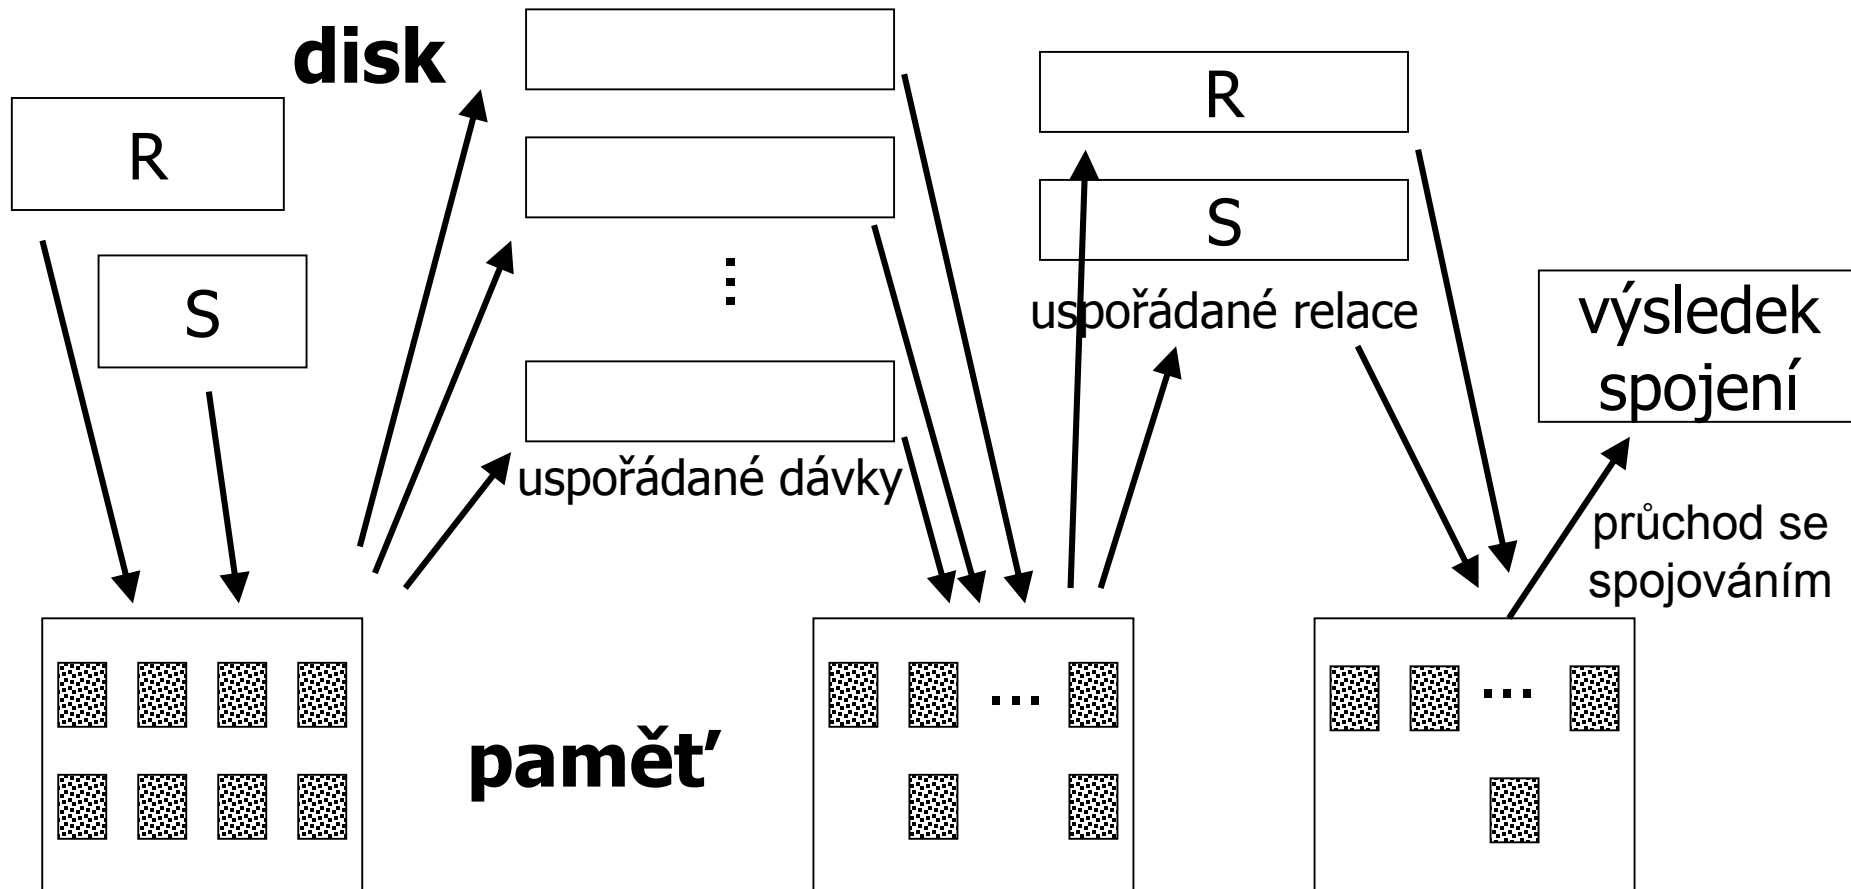 disk
R
S
uspořádané dávky
R
S
uspořádané relace
výsledek
spojení
průchod se
spojováním
paměť